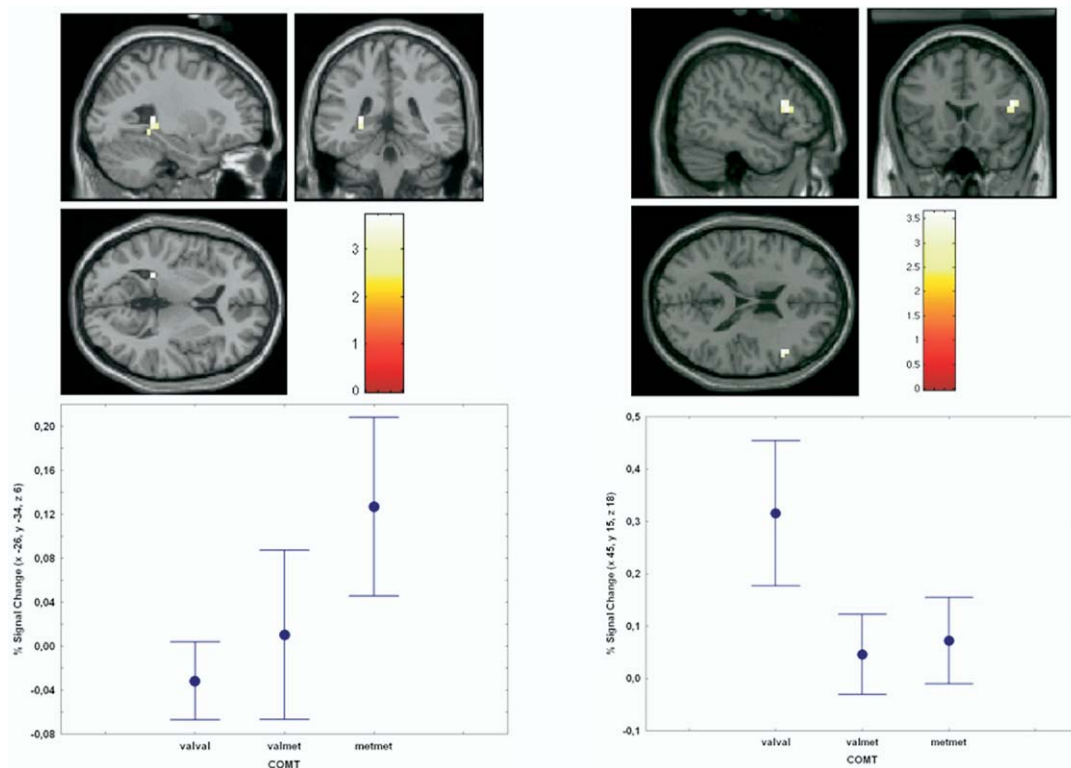 3
2
1
0
3.5
3
2.5
2
1.5
1
0.5
0
% Signal Change (x -26, y -34, z 6)
0,20
0,16
0,12
0,08
0,04
0,00
-0,04
-0,08
valval
valmet
metmet
COMT
% Signal Change (x 45, y 15, z 18)
0,5
0,4
0,3
0,2
0,1
0,0
-0,1
valval
valmet
metmet
COMT